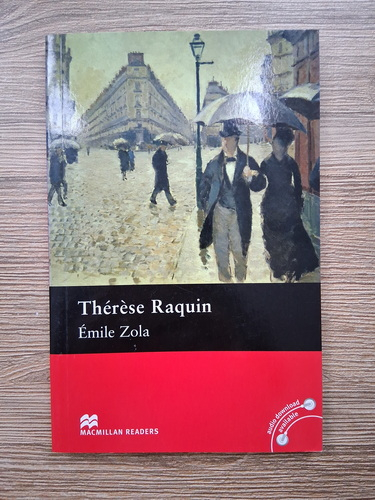 Thérèse Raquin
Émile Zola
MACMILLAN READERS
audio download
available